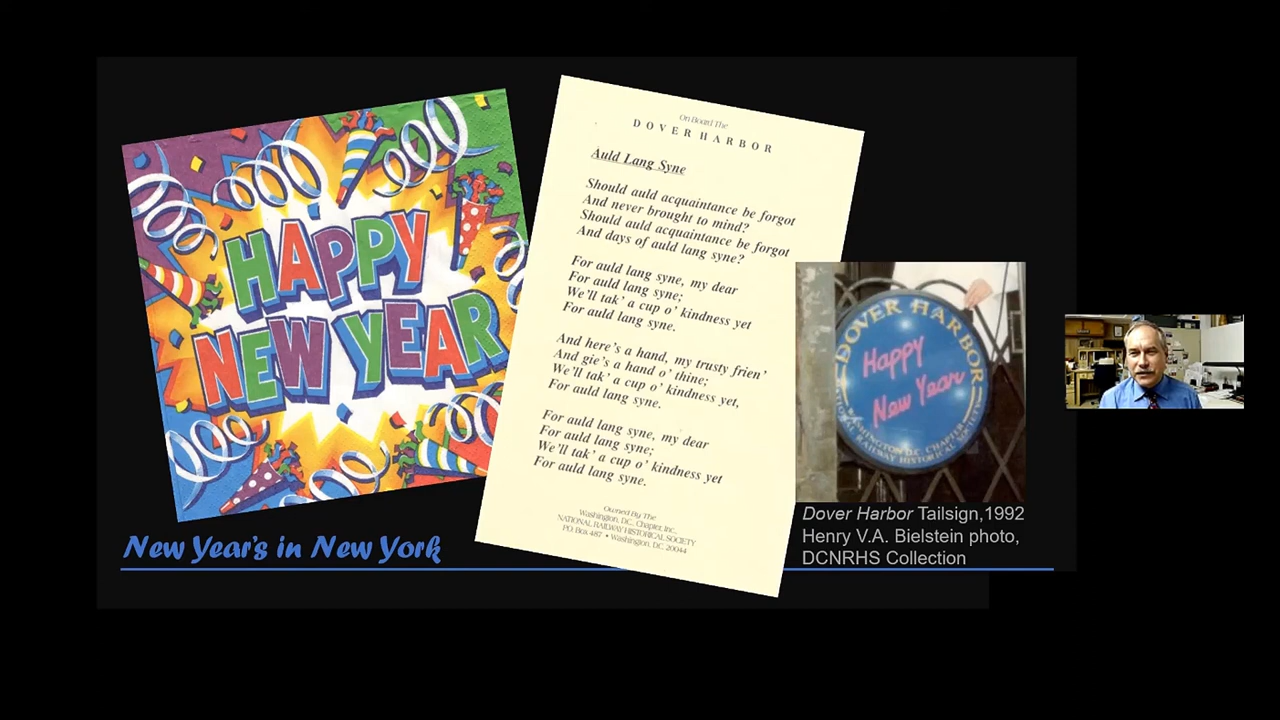 HAPPY
NEW YEAR
On Board The
DOVER HARBOR
Auld Lang Syne
Should auld acquaintance be forgot
And never brought to mind?
Should auld acquaintance be forgot
And days of auld lang syne?
For auld lang syne, my dear
For auld lang syne;
We'll tak' a cup o' kindness yet
For auld lang syne.
And here's a hand, my trusty frien'
And gie's a hand o' thine;
We'll tak' a cup o' kindness yet,
For auld lang syne.
For auld lang syne, my dear
For auld lang syne;
We'll tak' a cup o' kindness yet
For auld lang syne.
Owned By The
Washington, D.C., Chapter, Inc.,
NATIONAL RAILWAY HISTORICAL SOCIETY
P.O. Box 487 • Washington, D.C. 20044
DOVER HARBOR
Happy
New Year
WASHINGTON D.C. CHAPTER
NATIONAL RAILWAY HISTORICAL SOCIETY
Dover Harbor Tailsign,1992
Henry V.A. Bielstein photo,
DCNRHS Collection
New Year's in New York